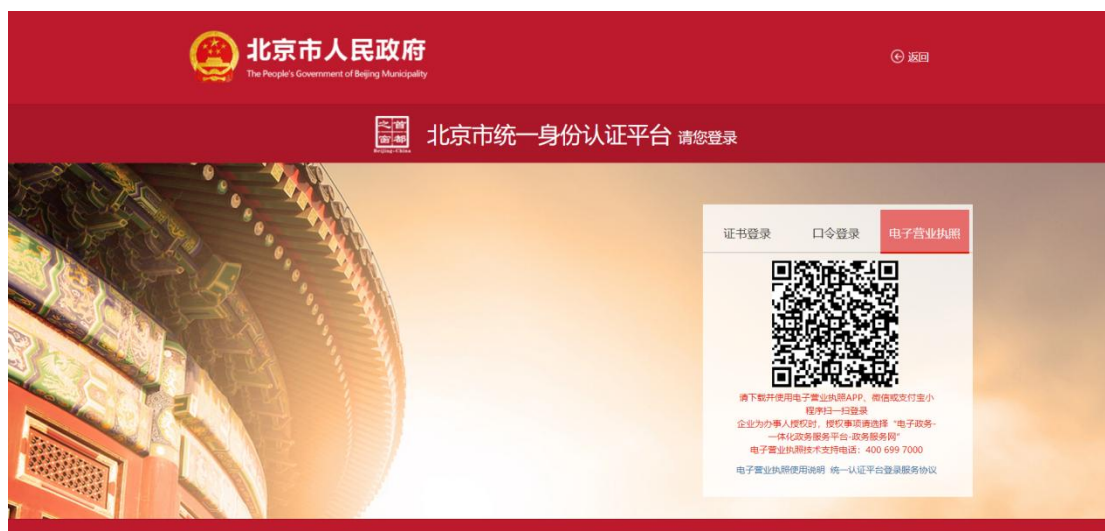 北京市人民政府
The People's Government of Beijing Municipality
返回
首都之窗
Beijing-China
北京市统一身份认证平台 请您登录
证书登录 口令登录 电子营业执照
请下载并使用电子营业执照APP、微信或支付宝小
程序扫一扫登录
企业为办事人授权时，授权事项请选择“电子政务-
一体化政务服务平台-政务服务网”
电子营业执照技术支持电话：400 699 7000
电子营业执照使用说明 统一认证平台登录服务协议